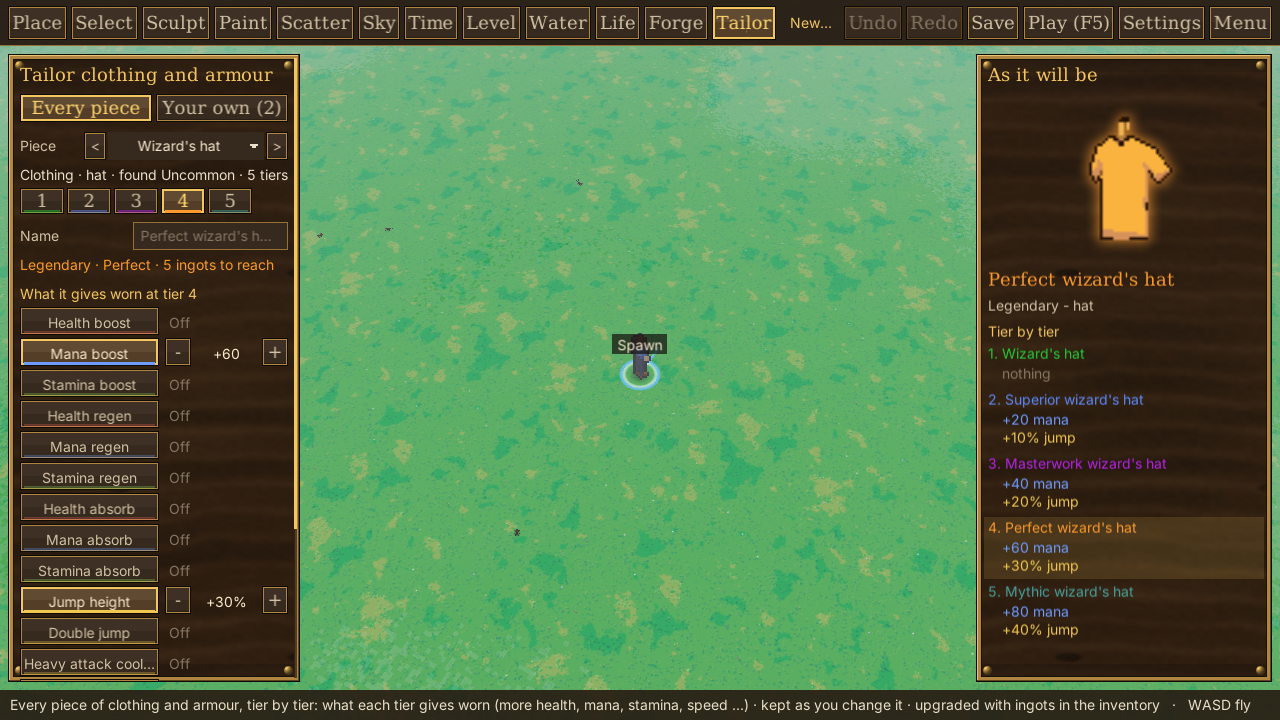 Place Select Sculpt Paint Scatter Sky Time Level Water Life Forge Tailor New... Undo Redo Save Play (F5) Settings Menu
Tailor clothing and armour
Every piece Your own (2)
Piece < Wizard's hat >
Clothing · hat · found Uncommon · 5 tiers
1 2 3 4 5
Name Perfect wizard's h...
Legendary · Perfect · 5 ingots to reach
What it gives worn at tier 4
Health boost Off
Mana boost - +60 +
Stamina boost Off
Health regen Off
Mana regen Off
Stamina regen Off
Health absorb Off
Mana absorb Off
Stamina absorb Off
Jump height - +30% +
Double jump Off
Heavy attack cool... Off
Spawn
As it will be
Perfect wizard's hat
Legendary - hat
Tier by tier
1. Wizard's hat
nothing
2. Superior wizard's hat
+20 mana
+10% jump
3. Masterwork wizard's hat
+40 mana
+20% jump
4. Perfect wizard's hat
+60 mana
+30% jump
5. Mythic wizard's hat
+80 mana
+40% jump
Every piece of clothing and armour, tier by tier: what each tier gives worn (more health, mana, stamina, speed ...) · kept as you change it · upgraded with ingots in the inventory · WASD fly